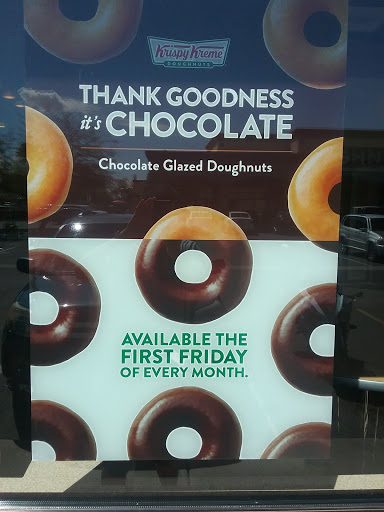 Krispy Kreme
DOUGHNUTS
THANK GOODNESS
it's CHOCOLATE
Chocolate Glazed Doughnuts
AVAILABLE THE
FIRST FRIDAY
OF EVERY MONTH.